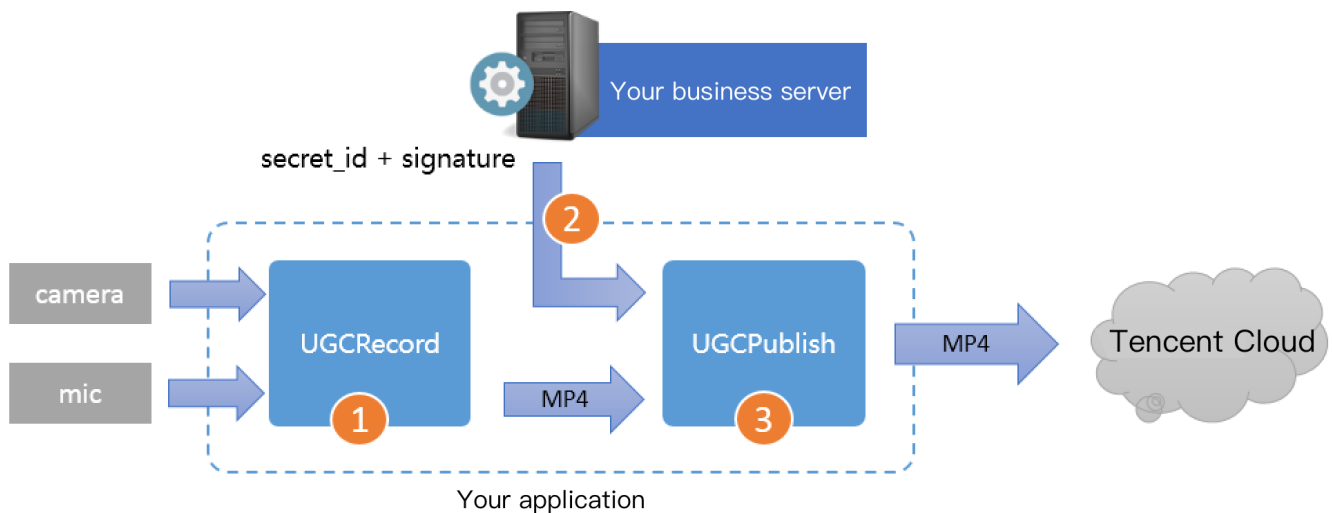 Your business server
secret_id + signature
2
camera
UGCRecord
UGCPublish
MP4
Tencent Cloud
mic
MP4
1
3
Your application